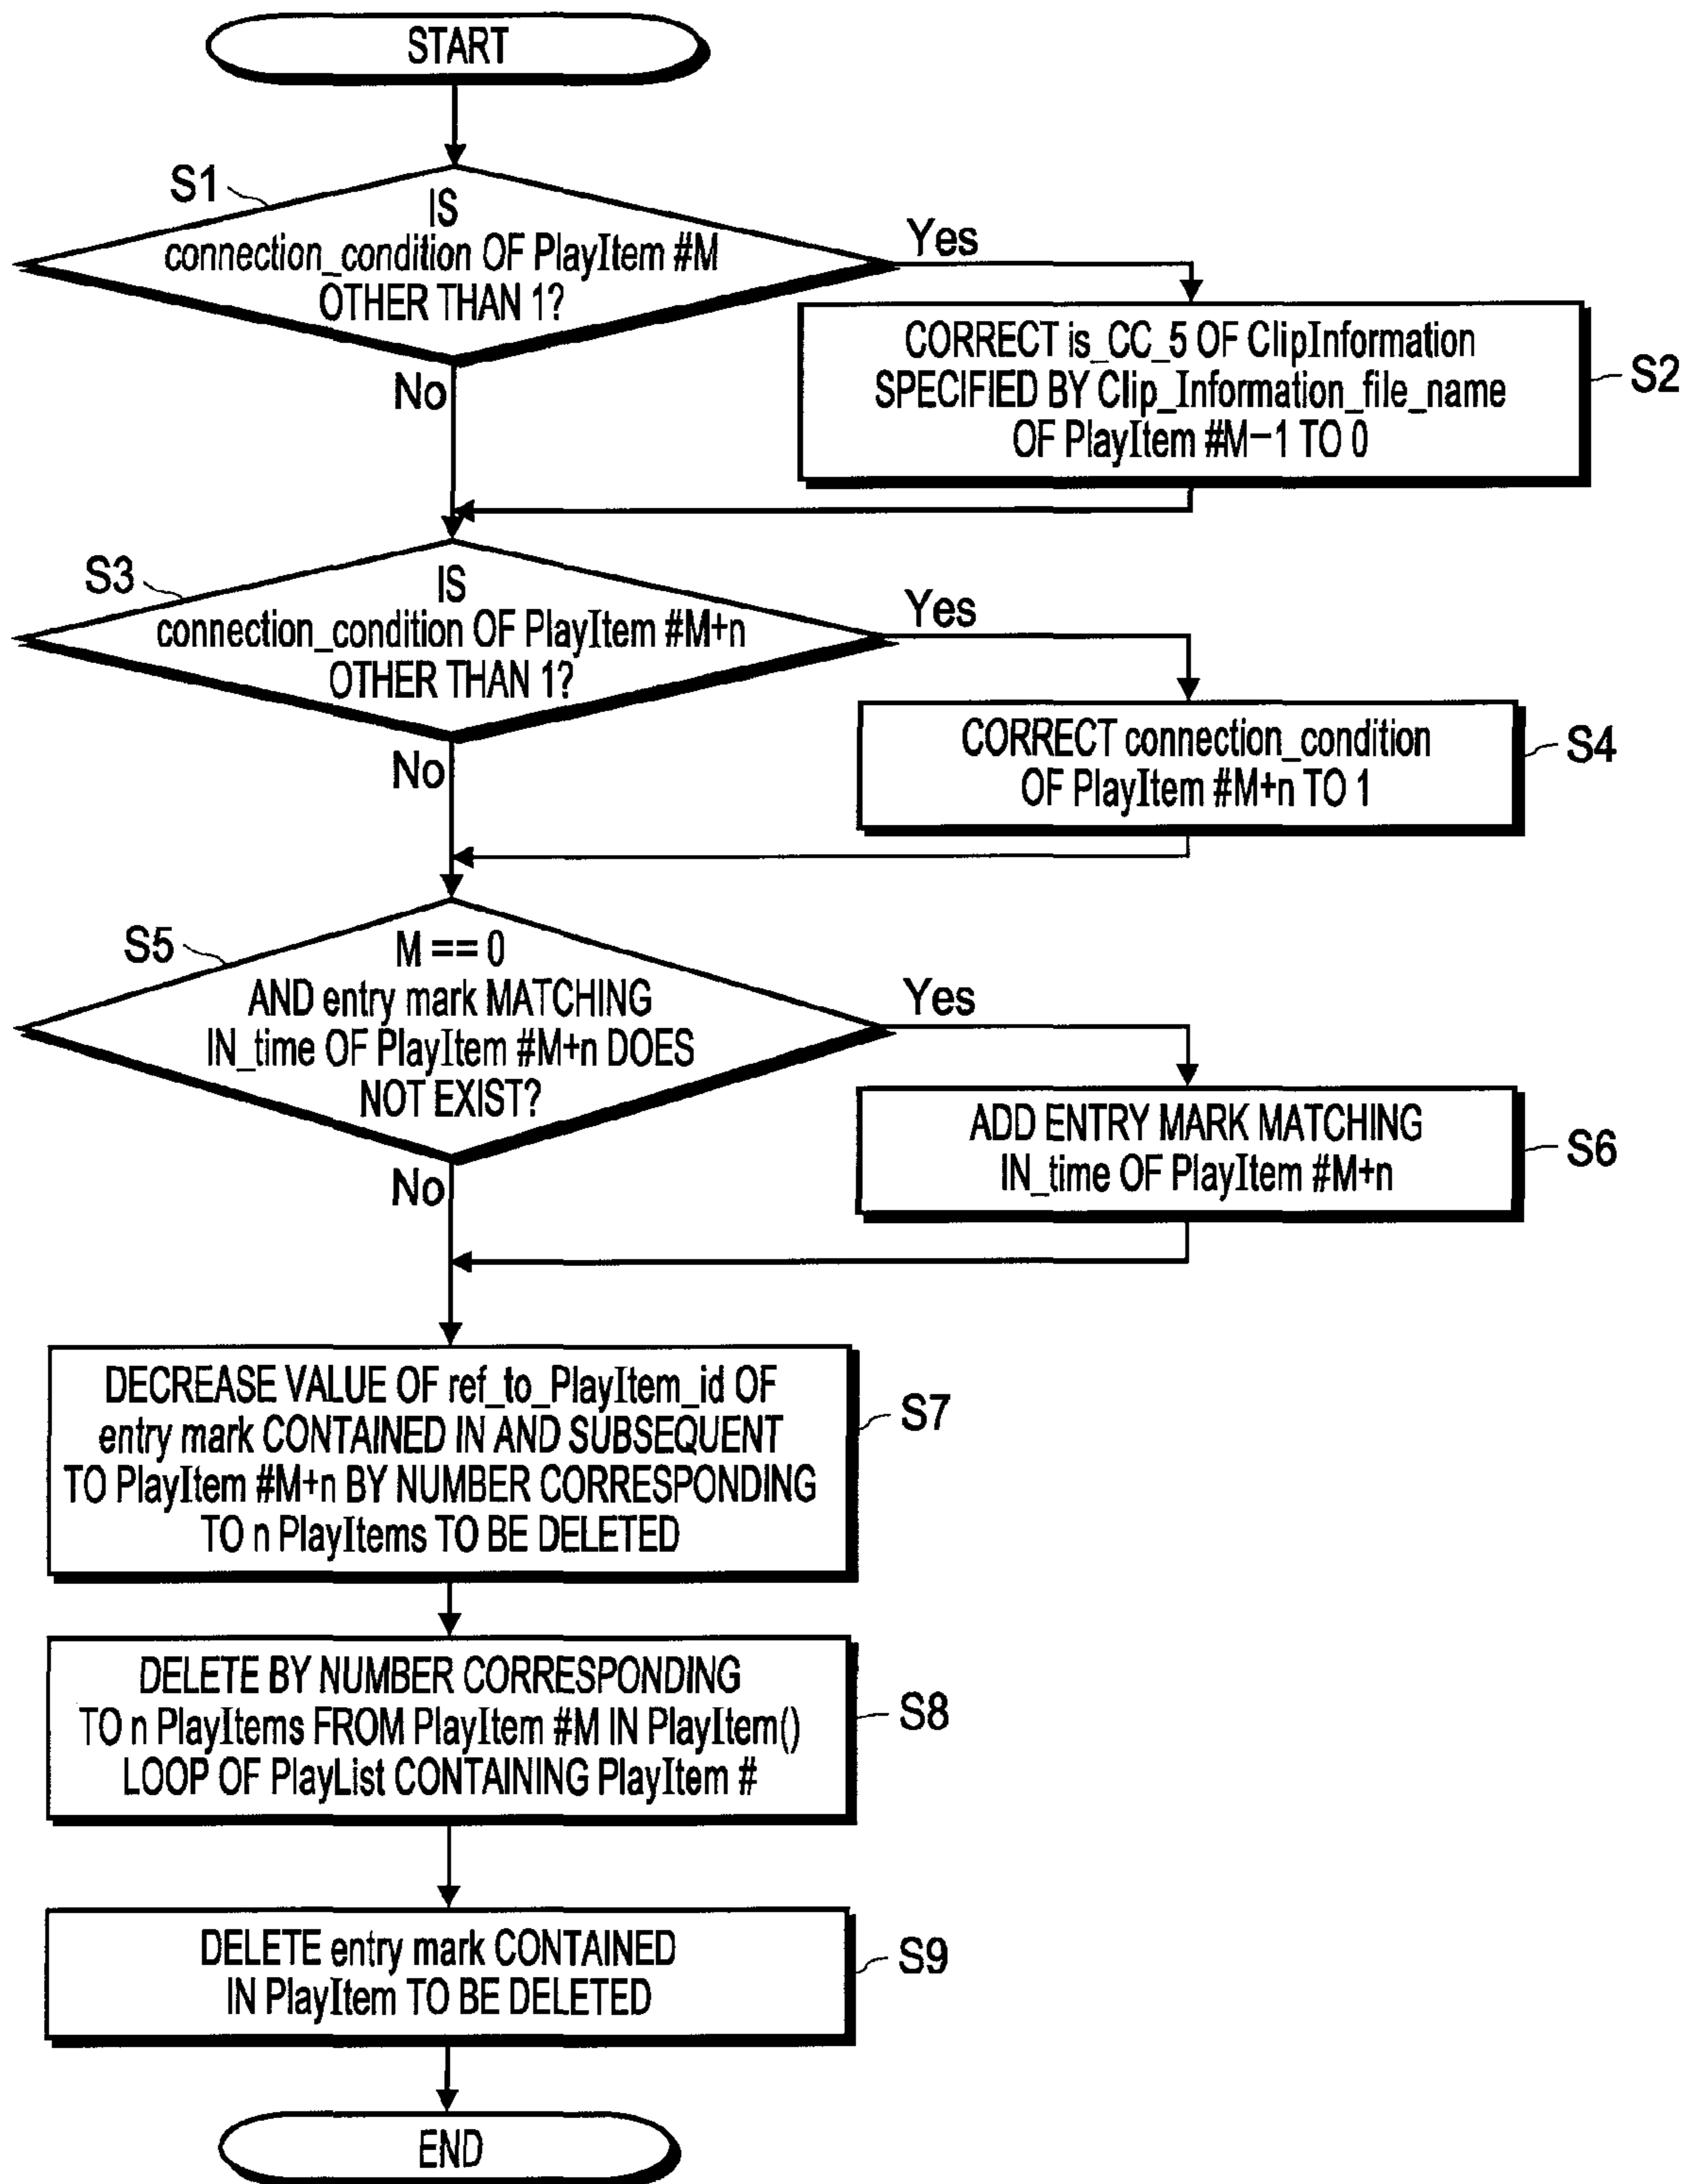 START
S1
IS
connection_condition OF PlayItem #M
OTHER THAN 1?
Yes
No
CORRECT is_CC_5 OF ClipInformation
SPECIFIED BY Clip_Information_file_name
OF PlayItem #M−1 TO 0
S2
S3
IS
connection_condition OF PlayItem #M+n
OTHER THAN 1?
Yes
No
CORRECT connection_condition
OF PlayItem #M+n TO 1
S4
S5
M == 0
AND entry mark MATCHING
IN_time OF PlayItem #M+n DOES
NOT EXIST?
Yes
No
ADD ENTRY MARK MATCHING
IN_time OF PlayItem #M+n
S6
DECREASE VALUE OF ref_to_PlayItem_id OF
entry mark CONTAINED IN AND SUBSEQUENT
TO PlayItem #M+n BY NUMBER CORRESPONDING
TO n PlayItems TO BE DELETED
S7
DELETE BY NUMBER CORRESPONDING
TO n PlayItems FROM PlayItem #M IN PlayItem()
LOOP OF PlayList CONTAINING PlayItem #
S8
DELETE entry mark CONTAINED
IN PlayItem TO BE DELETED
S9
END